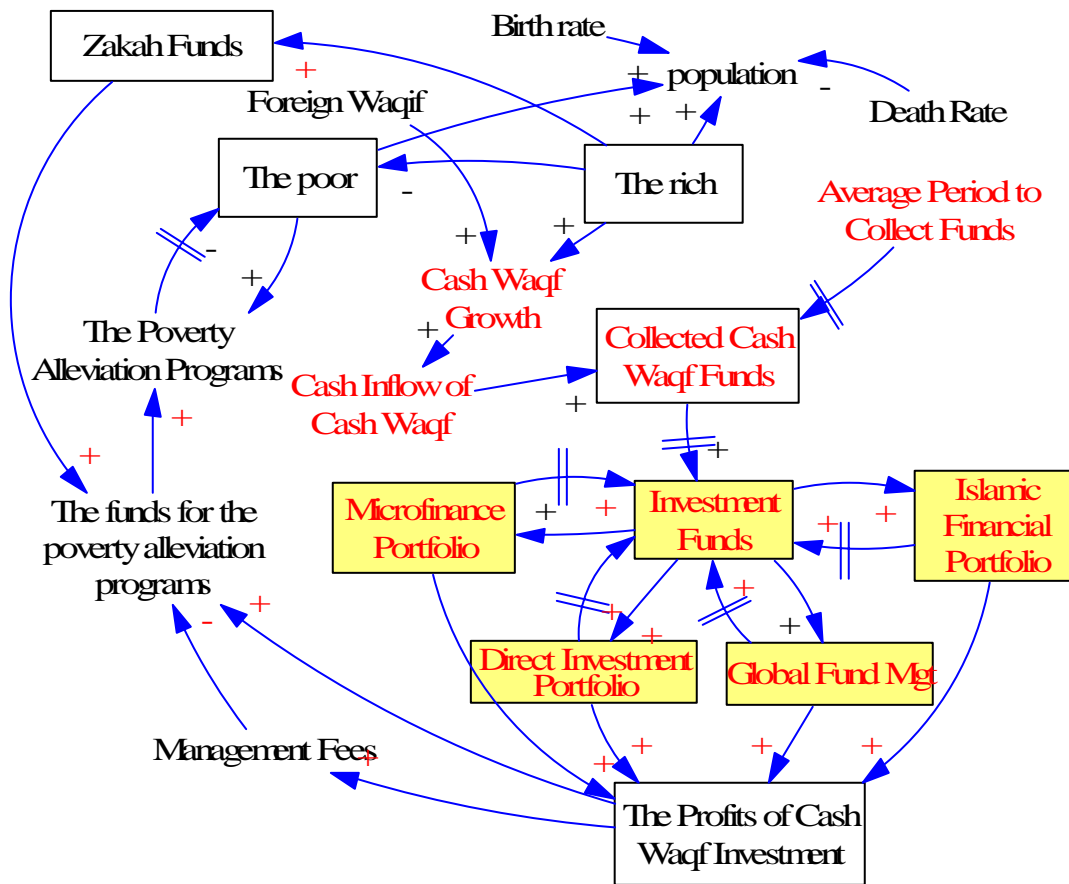 Birth rate
Zakah Funds
+
+
population
-
Foreign Waqif
+
+
+
Death Rate
The poor
-
The rich
Average Period to
Collect Funds
-
+
+
+
Cash Waqf
Growth
+
The Poverty
Alleviation Programs
Collected Cash
Waqf Funds
Cash Inflow of
Cash Waqf
+
+
+
+
Microfinance
Portfolio
+
+
Investment
Funds
+
+
Islamic
Financial
Portfolio
The funds for the
poverty alleviation
programs
+
-
+
+
+
+
Direct Investment
Portfolio
Global Fund Mgt
Management Fees
+
+
+
+
+
The Profits of Cash
Waqf Investment